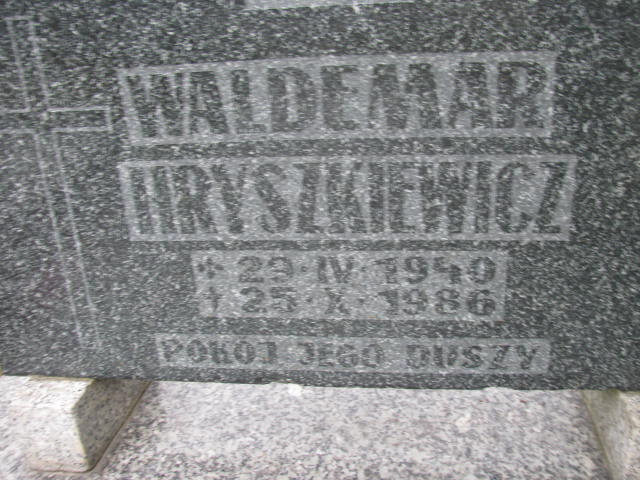 WALDEMAR
HRYSZKIEWICZ
* 29·IV·1940
† 25·X·1986
POKÓJ JEGO DUSZY